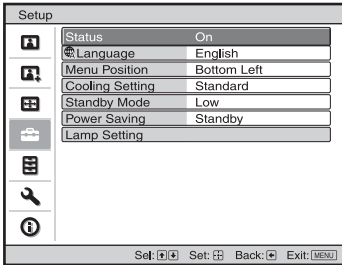 Setup
Status On
Language English
Menu Position Bottom Left
Cooling Setting Standard
Standby Mode Low
Power Saving Standby
Lamp Setting
Sel: Set: Back: Exit: MENU